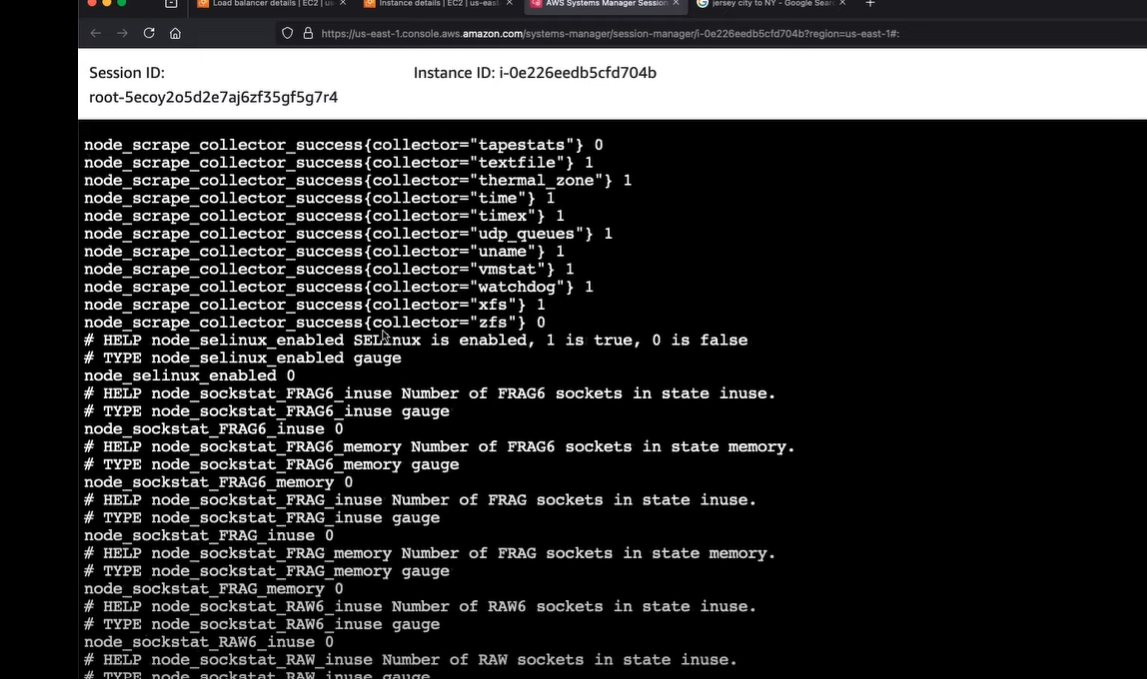 Load balancer details | EC2 | us-
Instance details | EC2 | us-east
AWS Systems Manager Session
jersey city to NY - Google Sear
https://us-east-1.console.aws.amazon.com/systems-manager/session-manager/i-0e226eedb5cfd704b?region=us-east-1#:
Session ID:
Instance ID: i-0e226eedb5cfd704b
root-5ecoy2o5d2e7aj6zf35gf5g7r4
node_scrape_collector_success{collector="tapestats"} 0
node_scrape_collector_success{collector="textfile"} 1
node_scrape_collector_success{collector="thermal_zone"} 1
node_scrape_collector_success{collector="time"} 1
node_scrape_collector_success{collector="timex"} 1
node_scrape_collector_success{collector="udp_queues"} 1
node_scrape_collector_success{collector="uname"} 1
node_scrape_collector_success{collector="vmstat"} 1
node_scrape_collector_success{collector="watchdog"} 1
node_scrape_collector_success{collector="xfs"} 1
node_scrape_collector_success{collector="zfs"} 0
# HELP node_selinux_enabled SELinux is enabled, 1 is true, 0 is false
# TYPE node_selinux_enabled gauge
node_selinux_enabled 0
# HELP node_sockstat_FRAG6_inuse Number of FRAG6 sockets in state inuse.
# TYPE node_sockstat_FRAG6_inuse gauge
node_sockstat_FRAG6_inuse 0
# HELP node_sockstat_FRAG6_memory Number of FRAG6 sockets in state memory.
# TYPE node_sockstat_FRAG6_memory gauge
node_sockstat_FRAG6_memory 0
# HELP node_sockstat_FRAG_inuse Number of FRAG sockets in state inuse.
# TYPE node_sockstat_FRAG_inuse gauge
node_sockstat_FRAG_inuse 0
# HELP node_sockstat_FRAG_memory Number of FRAG sockets in state memory.
# TYPE node_sockstat_FRAG_memory gauge
node_sockstat_FRAG_memory 0
# HELP node_sockstat_RAW6_inuse Number of RAW6 sockets in state inuse.
# TYPE node_sockstat_RAW6_inuse gauge
node_sockstat_RAW6_inuse 0
# HELP node_sockstat_RAW_inuse Number of RAW sockets in state inuse.
# TYPE node_sockstat_RAW_inuse gauge